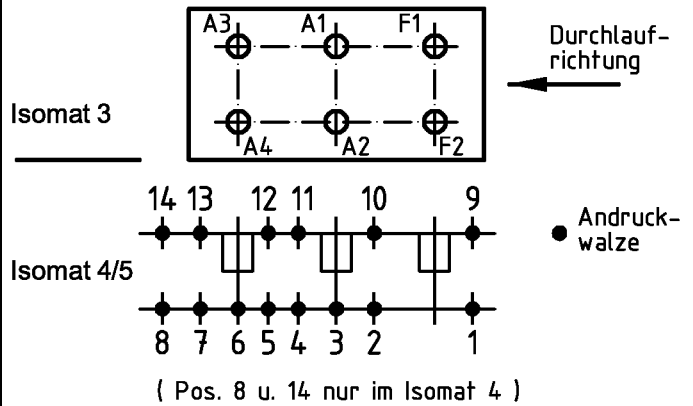 A3 A1 F1
Durchlauf-
richtung
Isomat 3
A4 A2 F2
14 13 12 11 10 9
Andruck-
walze
Isomat 4/5
8 7 6 5 4 3 2 1
( Pos. 8 u. 14 nur im Isomat 4 )